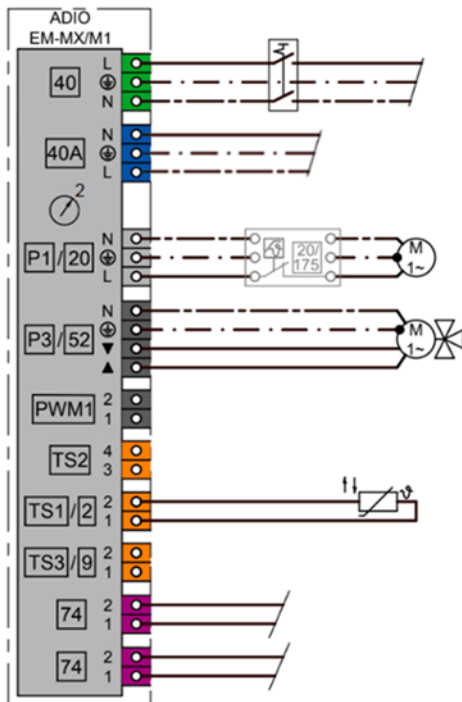 ADIO
EM-MX/M1
L
40
N
N
40A
L
2
N
P1 / 20
L
20/
175
M
1~
N
P3 / 52
▼
▲
M
1~
PWM1 2
1
TS2 4
3
TS1 / 2 2
1
ϑ
TS3 / 9 2
1
74 2
1
74 2
1